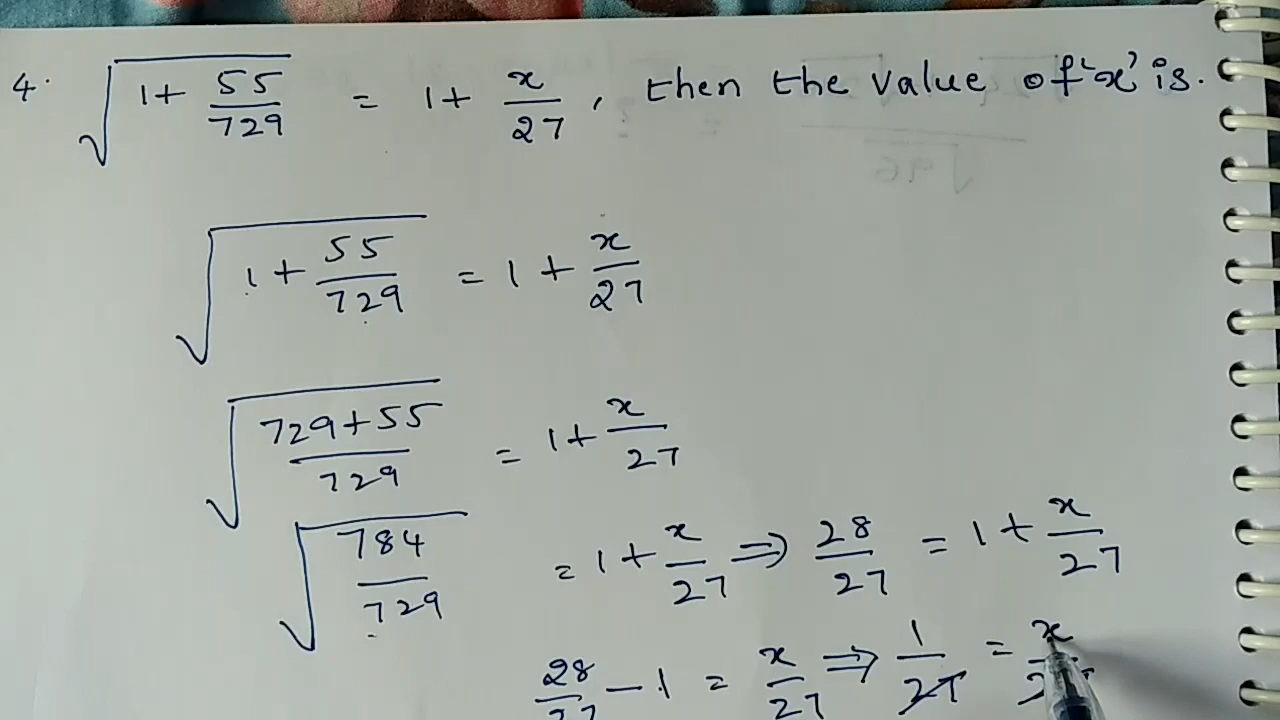 4. √(1 + 55/729) = 1 + x/27, then the value of 'x' is.
√(1 + 55/729) = 1 + x/27
√((729+55)/729) = 1 + x/27
√(784/729) = 1 + x/27 ⇒ 28/27 = 1 + x/27
28/27 - 1 = x/27 ⇒ 1/27 = x/